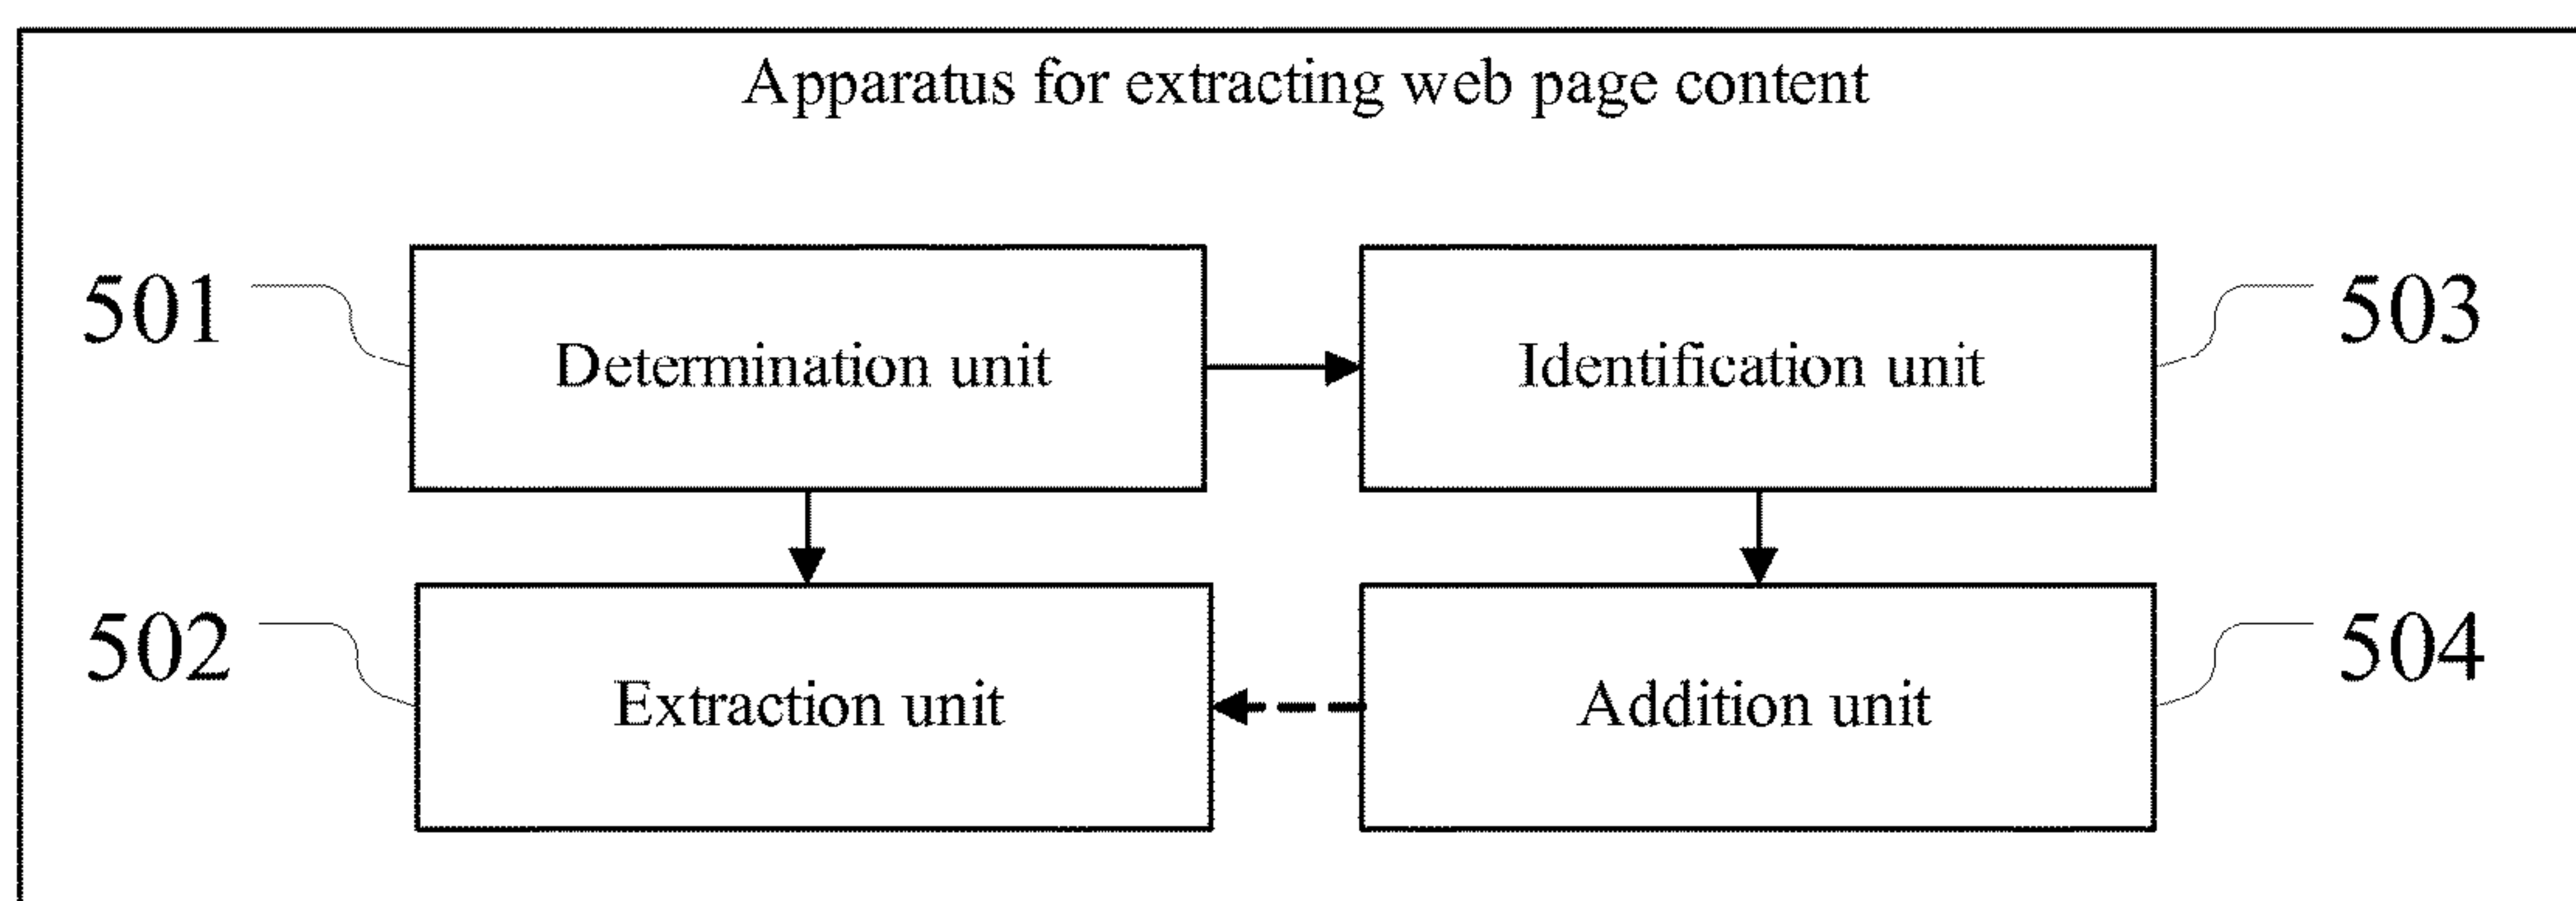 Apparatus for extracting web page content
501
Determination unit
Identification unit
503
502
Extraction unit
Addition unit
504